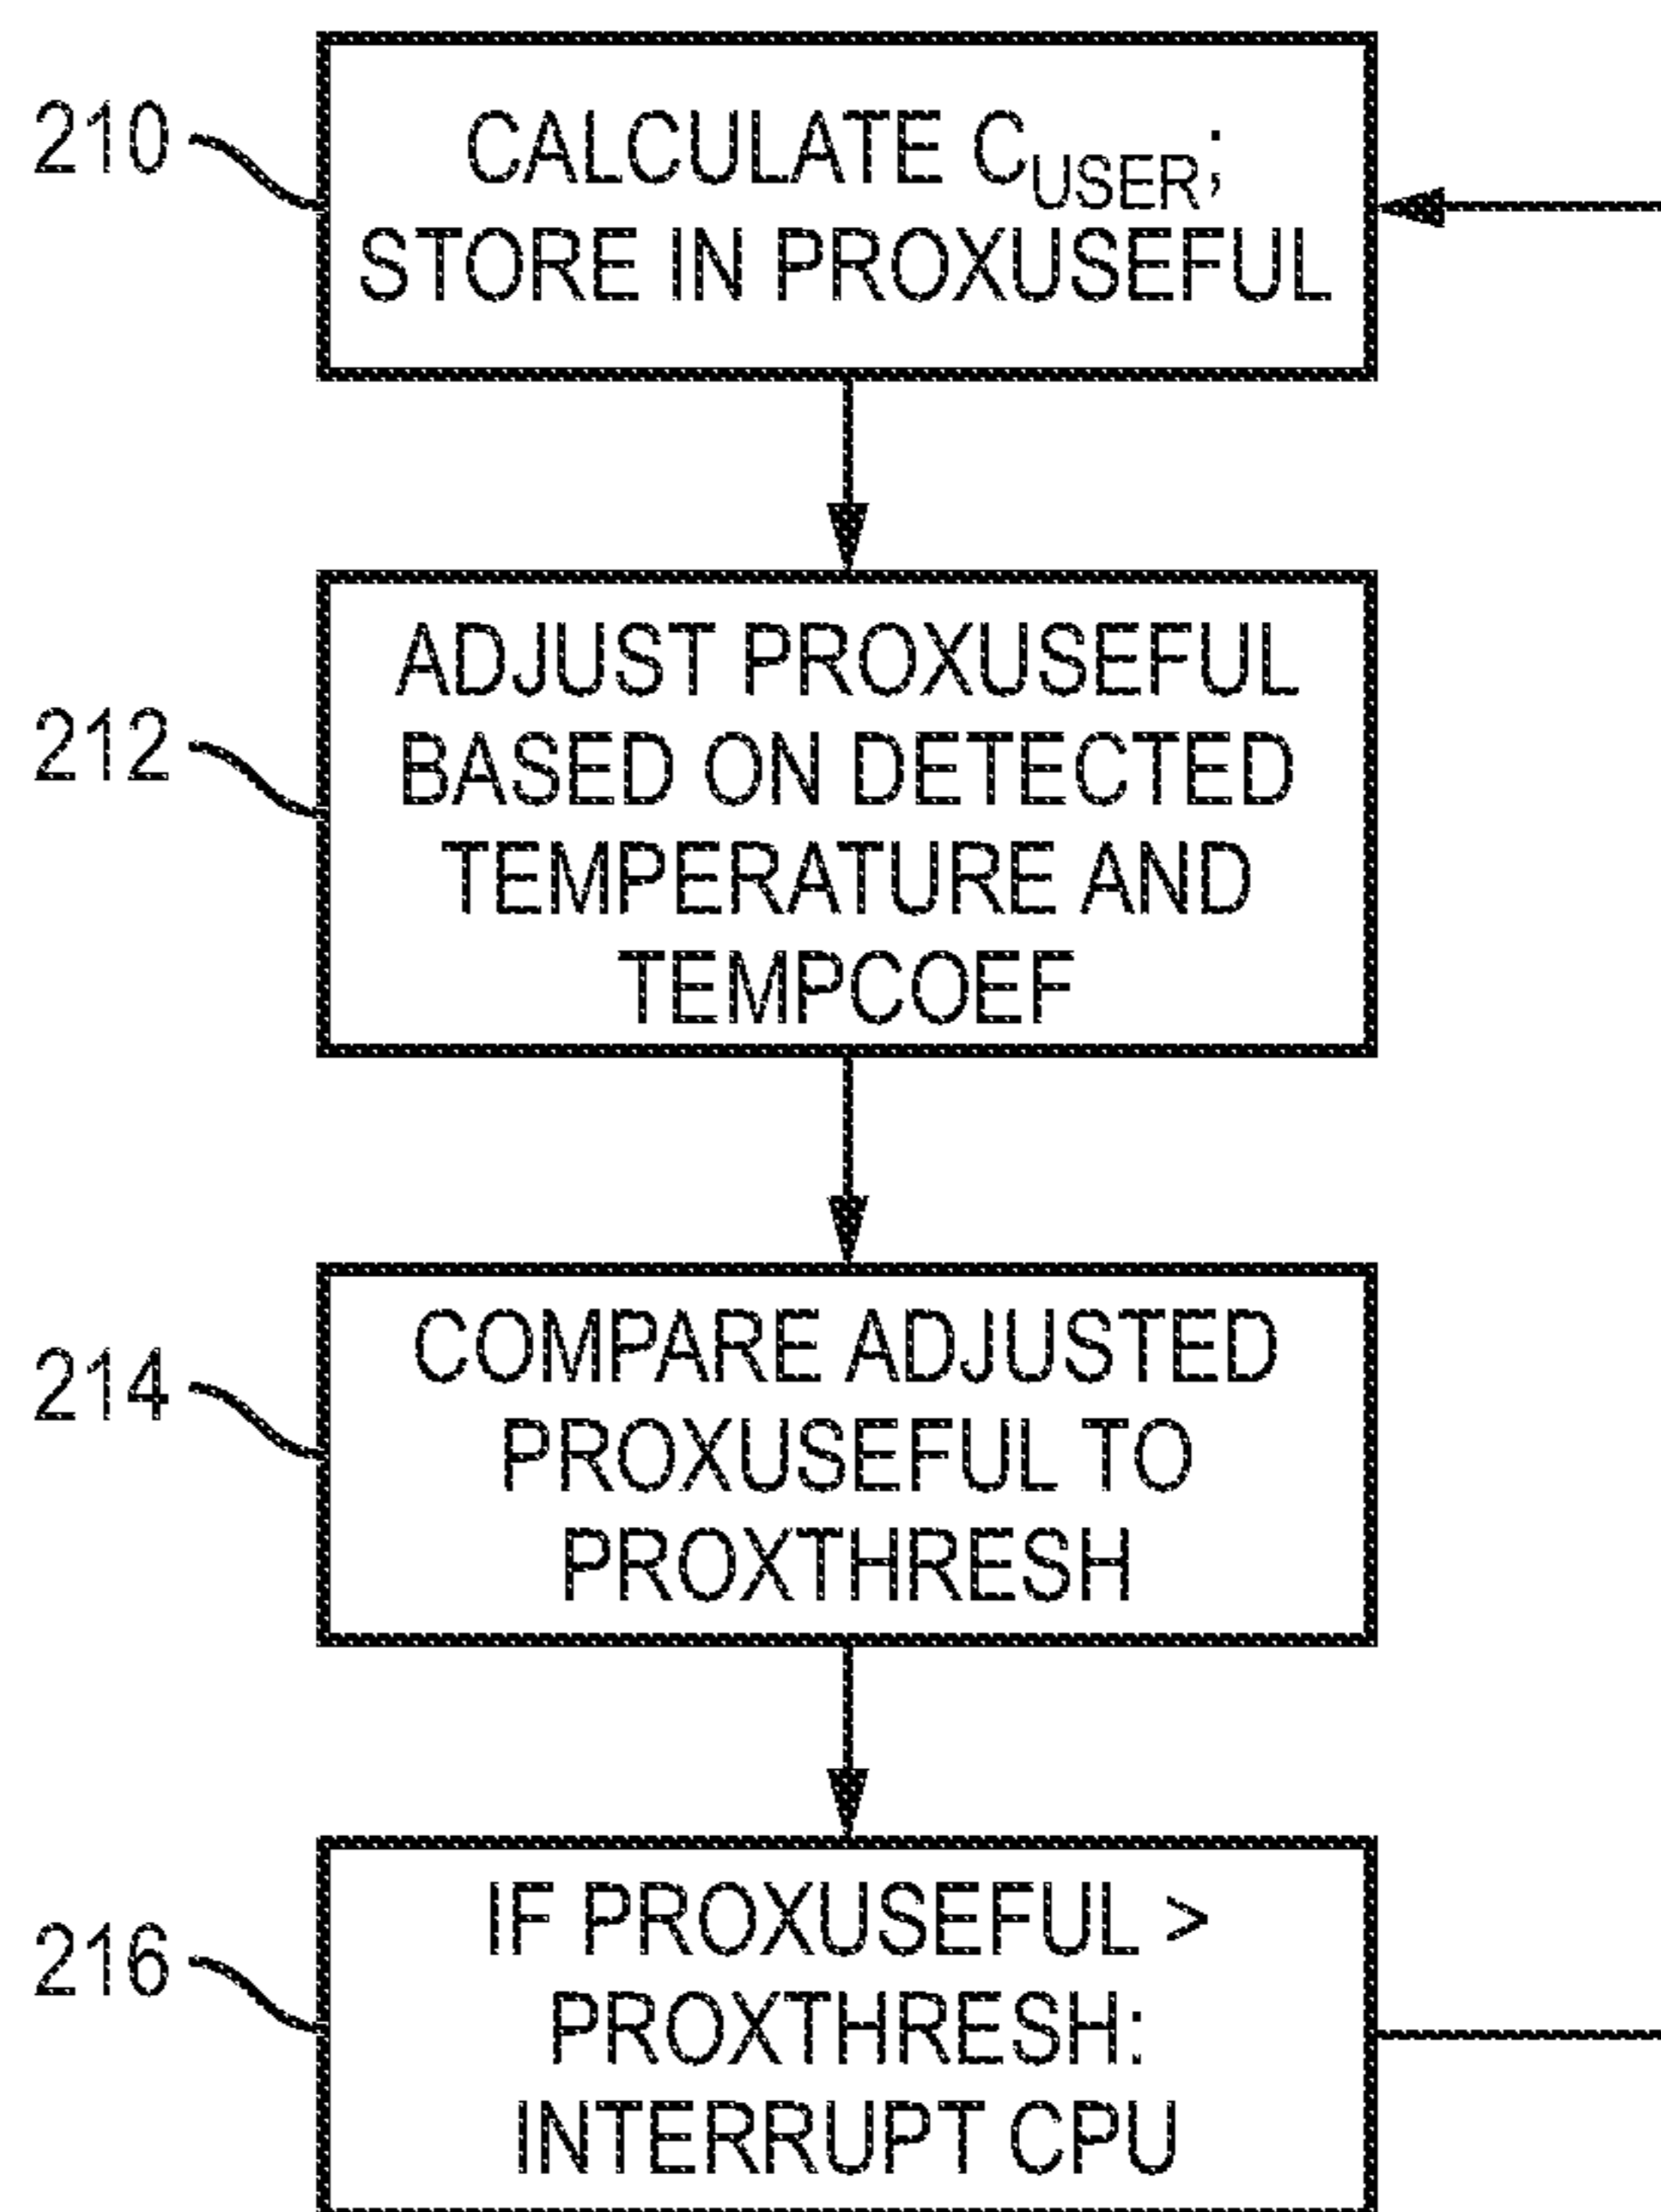 210
CALCULATE C_USER;
STORE IN PROXUSEFUL
212
ADJUST PROXUSEFUL
BASED ON DETECTED
TEMPERATURE AND
TEMPCOEF
214
COMPARE ADJUSTED
PROXUSEFUL TO
PROXTHRESH
216
IF PROXUSEFUL >
PROXTHRESH:
INTERRUPT CPU